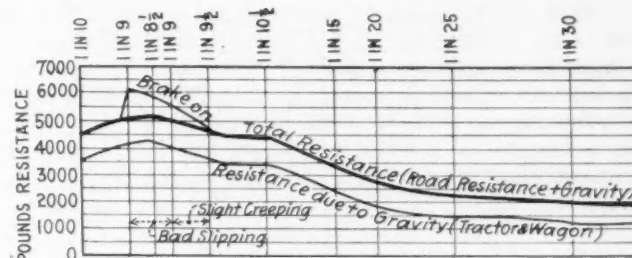 1 IN 10
1 IN 9
1 IN 8½
1 IN 9
1 IN 9½
1 IN 10½
1 IN 15
1 IN 20
1 IN 25
1 IN 30
POUNDS RESISTANCE
7000
6000
5000
4000
3000
2000
1000
0
Brake on
Total Resistance (Road Resistance + Gravity)
Resistance due to Gravity (Tractor & Wagon)
Slight Creeping
Bad Slipping